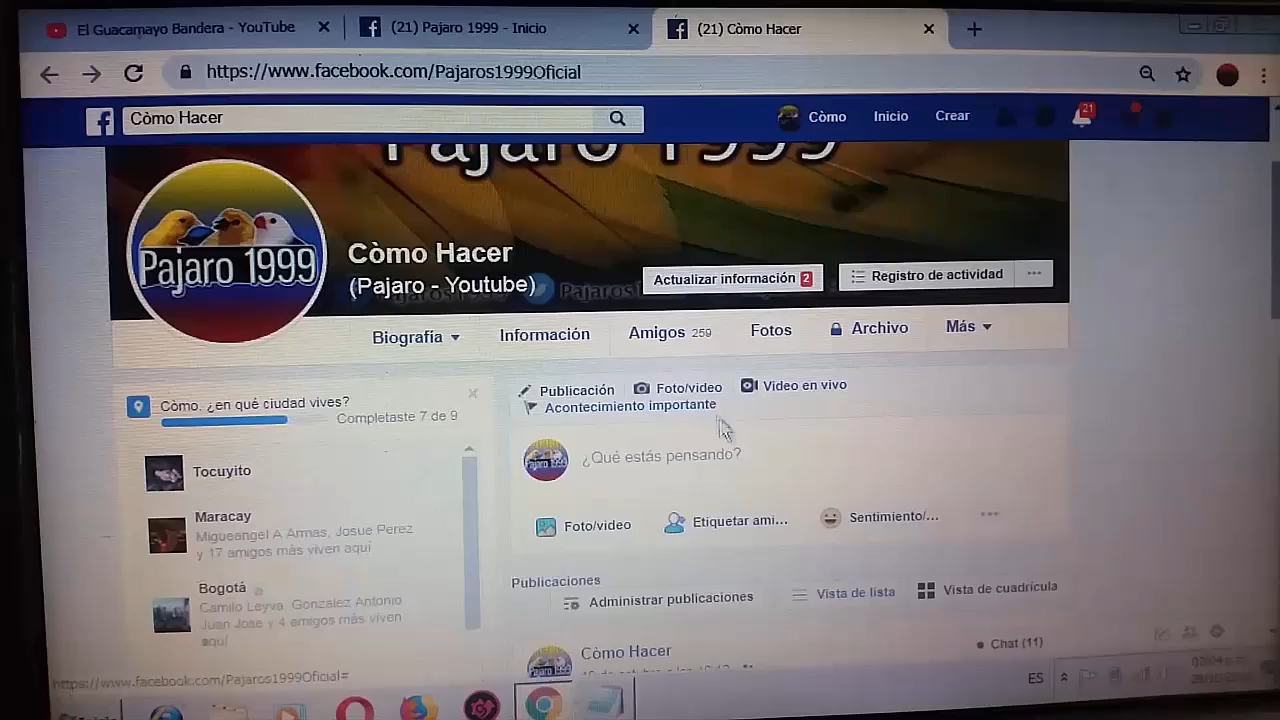 El Guacamayo Bandera - YouTube
(21) Pajaro 1999 - Inicio
(21) Còmo Hacer
https://www.facebook.com/Pajaros1999Oficial
Còmo Hacer
Còmo
Inicio
Crear
21
Pajaro 1999
Pajaro 1999
Còmo Hacer
(Pajaro - Youtube)
Actualizar información 2
Registro de actividad
Biografía
Información
Amigos 259
Fotos
Archivo
Más
Còmo, ¿en qué ciudad vives?
Completaste 7 de 9
Tocuyito
Maracay
Migueangel A Armas, Josue Perez
y 17 amigos más viven aquí
Bogotá
Camilo Leyva, Gonzalez Antonio
Juan Jose y 4 amigos más viven
aquí
Publicación
Foto/video
Video en vivo
Acontecimiento importante
¿Qué estás pensando?
Foto/video
Etiquetar ami...
Sentimiento/...
Publicaciones
Administrar publicaciones
Vista de lista
Vista de cuadrícula
Còmo Hacer
Chat (11)
https://www.facebook.com/Pajaros1999Oficial#
ES